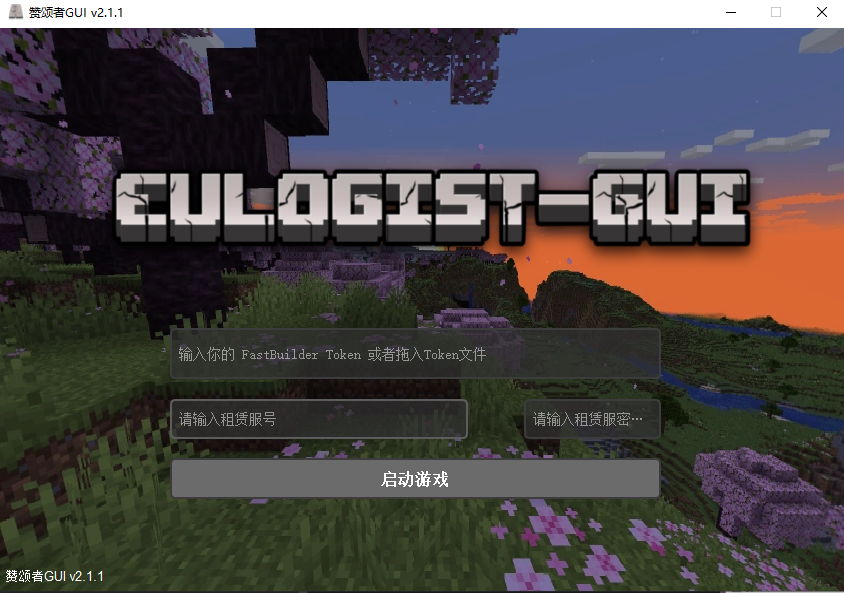 赞颂者GUI v2.1.1
EULOGIST-GUI
输入你的 FastBuilder Token 或者拖入Token文件
请输入租赁服号
请输入租赁服密…
启动游戏
赞颂者GUI v2.1.1